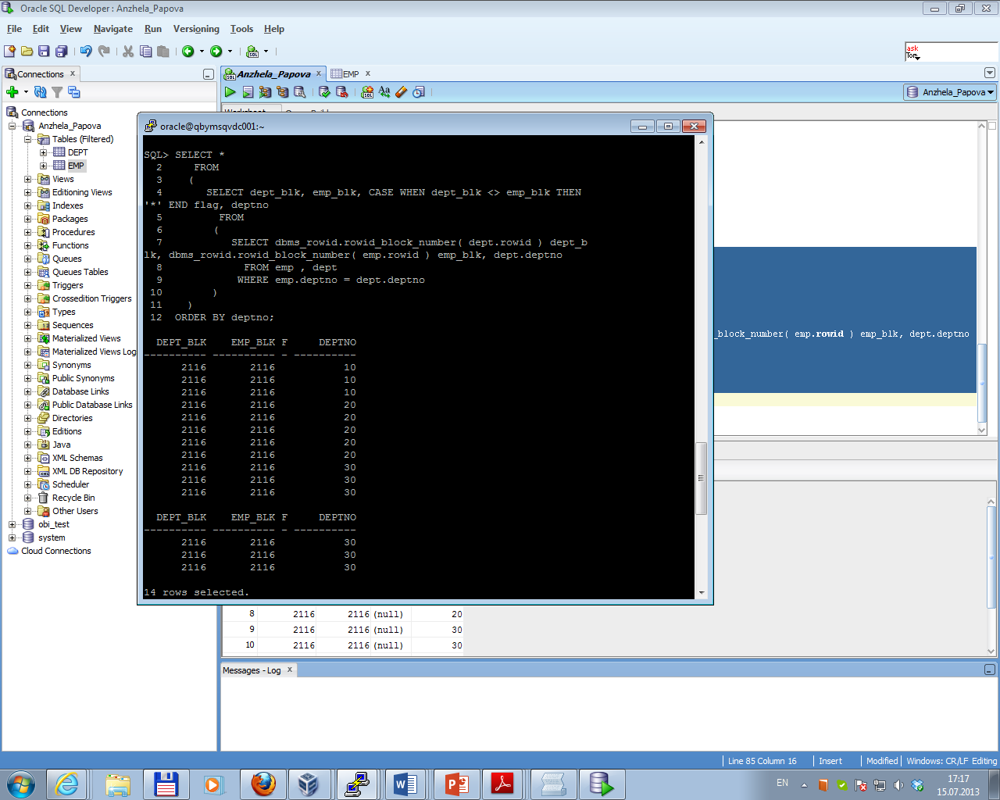 Oracle SQL Developer : Anzhela_Papova
File Edit View Navigate Run Versioning Tools Help
ask
Tom
Connections x
Anzhela_Papova x EMP x
Anzhela_Papova
Connections
Anzhela_Papova
Tables (Filtered)
DEPT
EMP
Views
Editioning Views
Indexes
Packages
Procedures
Functions
Queues
Queues Tables
Triggers
Crossedition Triggers
Types
Sequences
Materialized Views
Materialized Views Log
Synonyms
Public Synonyms
Database Links
Public Database Links
Directories
Editions
Java
XML Schemas
XML DB Repository
Scheduler
Recycle Bin
Other Users
obi_test
system
Cloud Connections
oracle@qbymsqvdc001:~
SQL> SELECT *
2 FROM
3 (
4 SELECT dept_blk, emp_blk, CASE WHEN dept_blk <> emp_blk THEN
'*' END flag, deptno
5 FROM
6 (
7 SELECT dbms_rowid.rowid_block_number( dept.rowid ) dept_b
lk, dbms_rowid.rowid_block_number( emp.rowid ) emp_blk, dept.deptno
8 FROM emp , dept
9 WHERE emp.deptno = dept.deptno
10 )
11 )
12 ORDER BY deptno;
DEPT_BLK EMP_BLK F DEPTNO
---------- ---------- - ----------
2116 2116 10
2116 2116 10
2116 2116 10
2116 2116 20
2116 2116 20
2116 2116 20
2116 2116 20
2116 2116 20
2116 2116 30
2116 2116 30
2116 2116 30
DEPT_BLK EMP_BLK F DEPTNO
---------- ---------- - ----------
2116 2116 30
2116 2116 30
2116 2116 30
14 rows selected.
_block_number( emp.rowid ) emp_blk, dept.deptno
8 2116 2116 (null) 20
9 2116 2116 (null) 30
10 2116 2116 (null) 30
Messages - Log x
Line 85 Column 16 Insert Modified Windows: CR/LF Editing
EN
17:17
15.07.2013